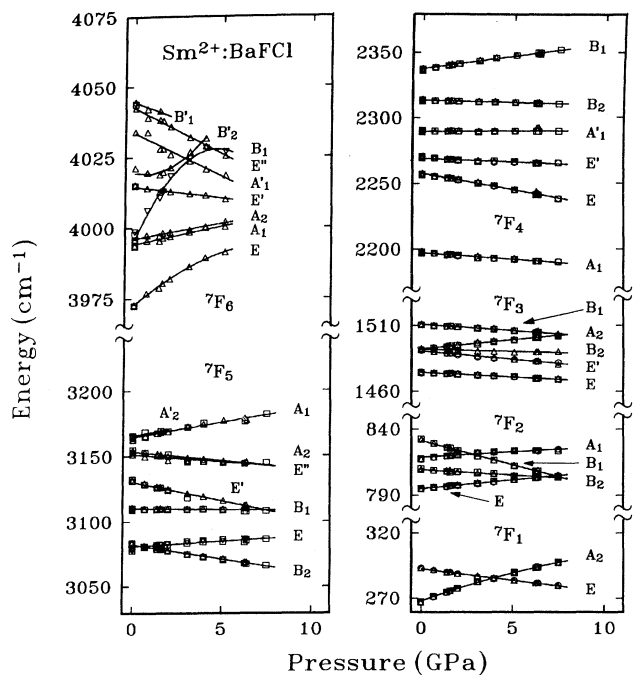 Sm²⁺:BaFCl
Energy (cm⁻¹)
4075
4050
4025
4000
3975
B'₁
B'₂
B₁
E''
A'₁
E'
A₂
A₁
E
⁷F₆
⁷F₅
3200
3150
3100
3050
A'₂
A₁
A₂
E''
E'
B₁
E
B₂
0
5
10
2350
2300
2250
2200
B₁
B₂
A'₁
E'
E
⁷F₄
A₁
⁷F₃
1510
1460
B₁
A₂
B₂
E'
E
⁷F₂
840
790
A₁
B₁
B₂
E
⁷F₁
320
270
A₂
E
0
5
10
Pressure (GPa)